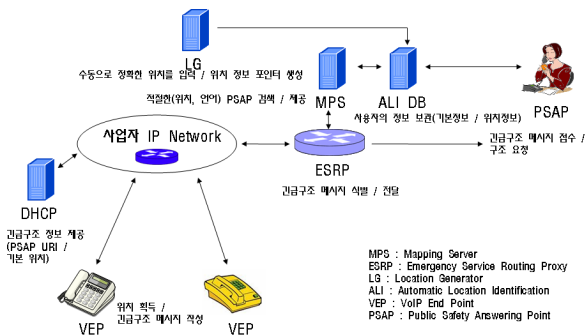 LG
수동으로 정확한 위치를 입력 / 위치 정보 포인터 생성
적절한(위치, 언어) PSAP 검색 / 제공
MPS
ALI DB
PSAP
사용자의 정보 보관(기본정보 / 위치정보)
사업자 IP Network
긴급구조 메시지 접수 /
구조 요청
ESRP
긴급구조 메시지 식별 / 전달
DHCP
긴급구조 정보 제공
(PSAP URI /
기본 위치)
VEP
위치 획득 /
긴급구조 메시지 작성
VEP
MPS : Mapping Server
ESRP : Emergency Service Routing Proxy
LG : Location Generator
ALI : Automatic Location Identification
VEP : VoIP End Point
PSAP : Public Safety Answering Point